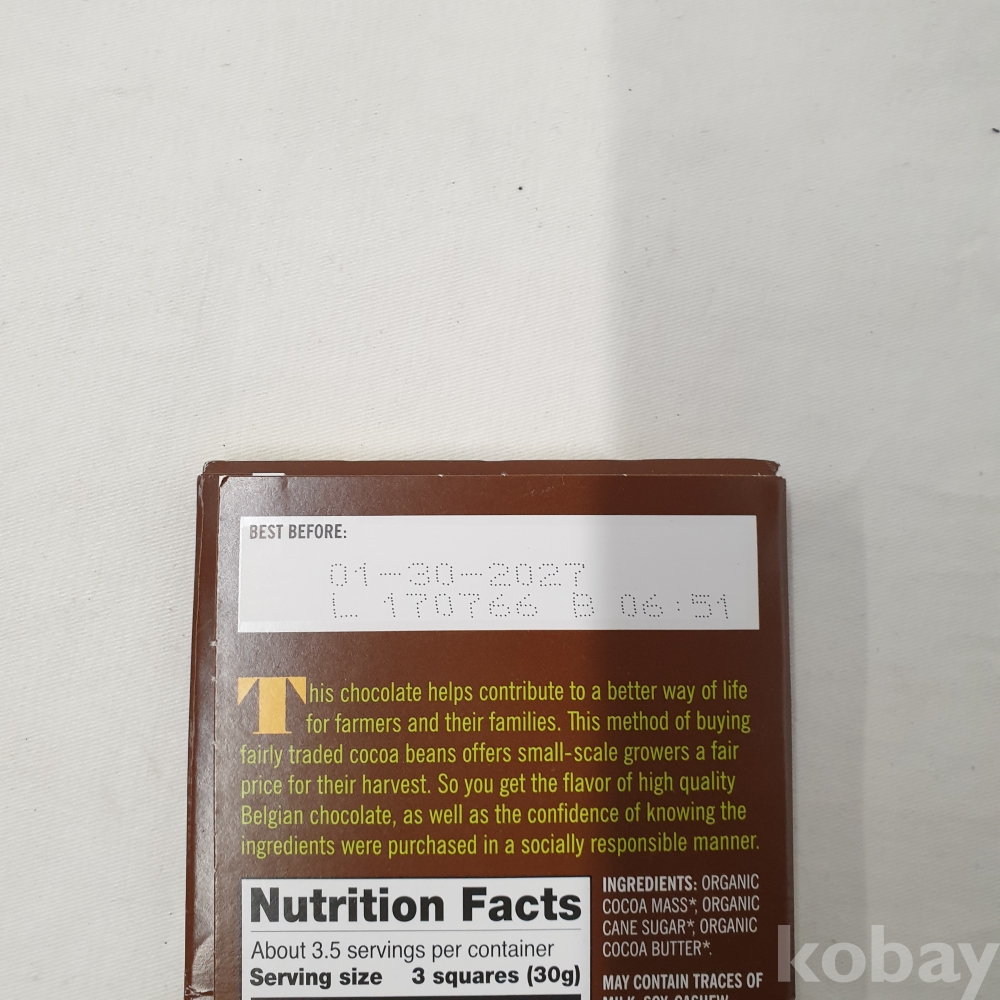 BEST BEFORE:
01-30-2027
L 170766 B 06:51
This chocolate helps contribute to a better way of life
for farmers and their families. This method of buying
fairly traded cocoa beans offers small-scale growers a fair
price for their harvest. So you get the flavor of high quality
Belgian chocolate, as well as the confidence of knowing the
ingredients were purchased in a socially responsible manner.
Nutrition Facts
About 3.5 servings per container
Serving size 3 squares (30g)
INGREDIENTS: ORGANIC
COCOA MASS*, ORGANIC
CANE SUGAR*, ORGANIC
COCOA BUTTER*.
MAY CONTAIN TRACES OF
MILK, SOY, CASHEW,
kobay